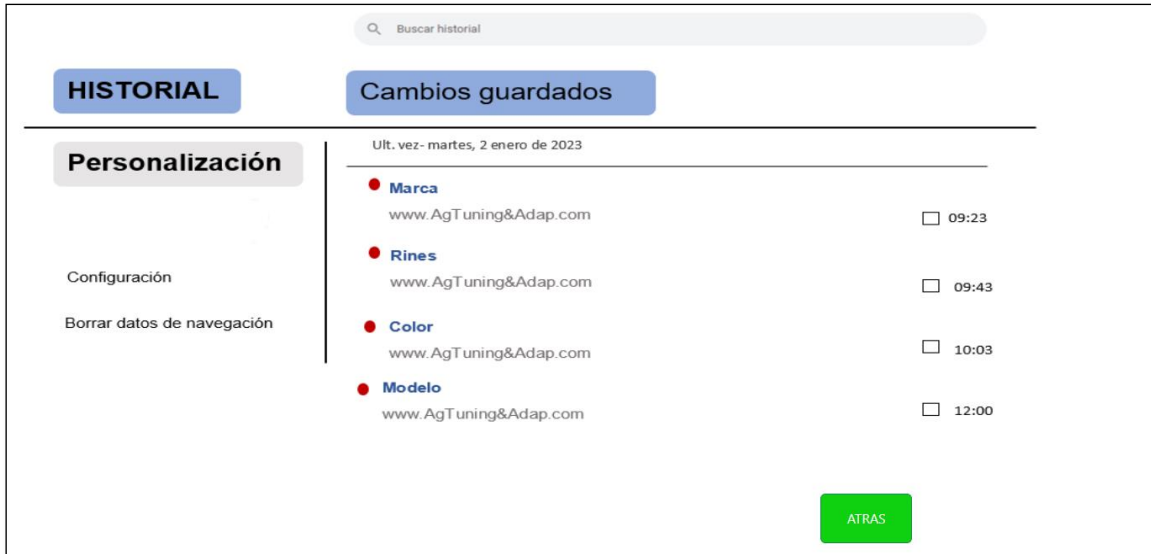 Buscar historial
HISTORIAL
Cambios guardados
Personalización
Configuración
Borrar datos de navegación
Ult. vez- martes, 2 enero de 2023
Marca
www.AgTuning&Adap.com
09:23
Rines
www.AgTuning&Adap.com
09:43
Color
www.AgTuning&Adap.com
10:03
Modelo
www.AgTuning&Adap.com
12:00
ATRAS